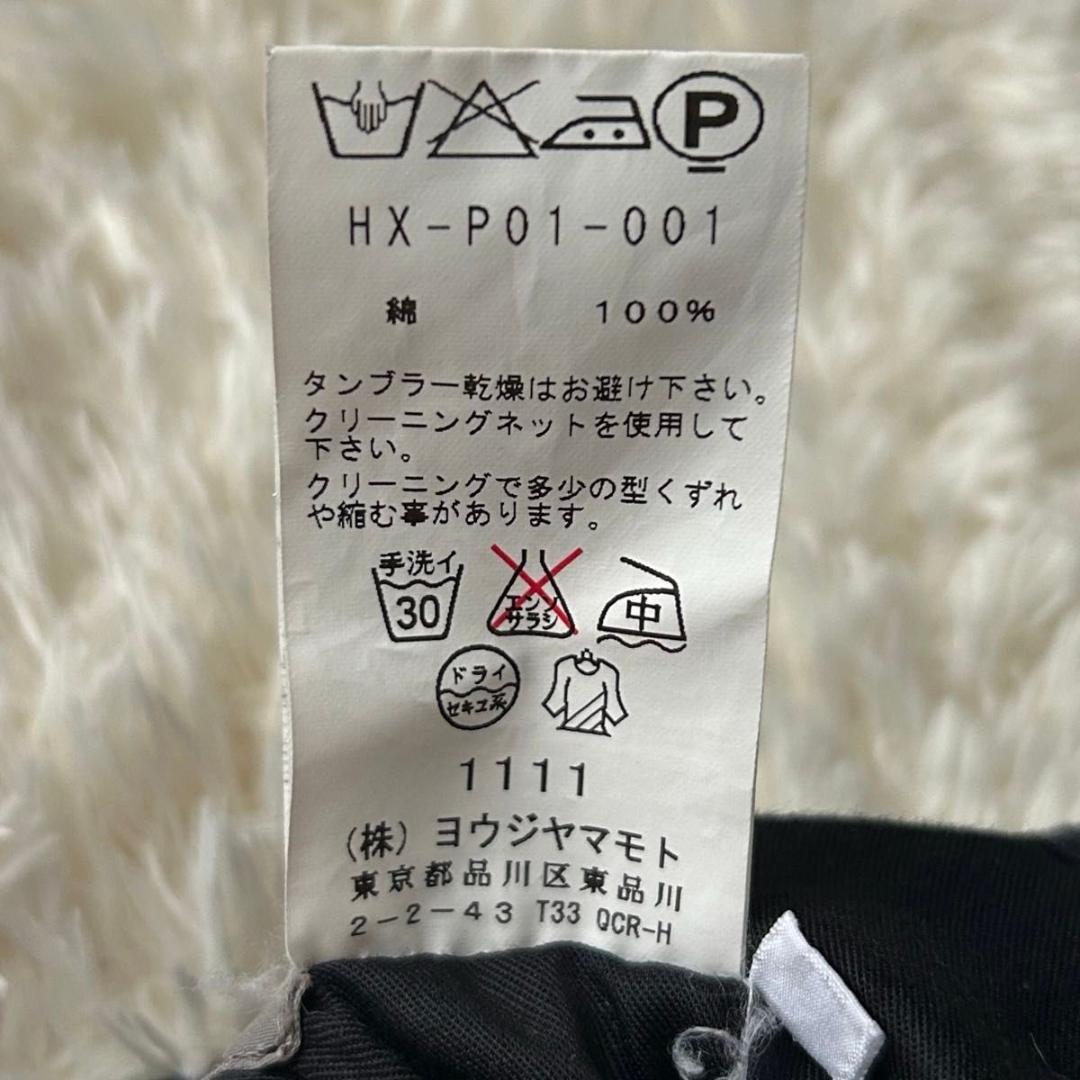 P
HX-P01-001
綿 100%
タンブラー乾燥はお避け下さい。
クリーニングネットを使用して
下さい。
クリーニングで多少の型くずれ
や縮む事があります。
手洗イ
30
エンソ
サラシ
中
ドライ
セキユ系
1111
(株)ヨウジヤマモト
東京都品川区東品川
2-2-43 T33 QCR-H